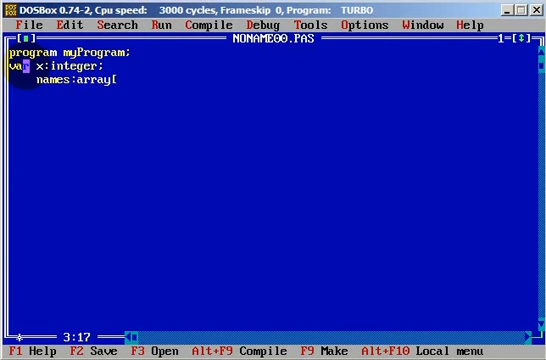 DOSBox 0.74-2, Cpu speed: 3000 cycles, Frameskip 0, Program: TURBO
File Edit Search Run Compile Debug Tools Options Window Help
NONAME00.PAS 1
program myProgram;
var x:integer;
names:array[
3:17
F1 Help F2 Save F3 Open Alt+F9 Compile F9 Make Alt+F10 Local menu